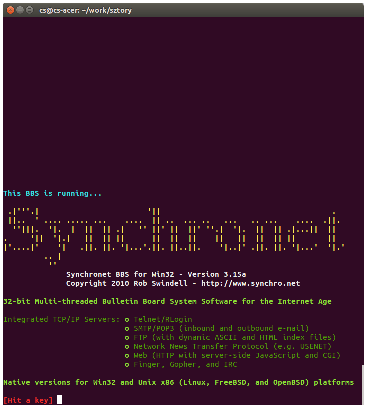 cs@cs-acer: ~/work/sztory
This BBS is running...
Synchronet
Synchronet BBS for Win32 - Version 3.15a
Copyright 2010 Rob Swindell - http://www.synchro.net
32-bit Multi-threaded Bulletin Board System Software for the Internet Age
Integrated TCP/IP Servers: o Telnet/RLogin
o SMTP/POP3 (inbound and outbound e-mail)
o FTP (with dynamic ASCII and HTML index files)
o Network News Transfer Protocol (e.g. USENET)
o Web (HTTP with server-side JavaScript and CGI)
o Finger, Gopher, and IRC
Native versions for Win32 and Unix x86 (Linux, FreeBSD, and OpenBSD) platforms
[Hit a key]